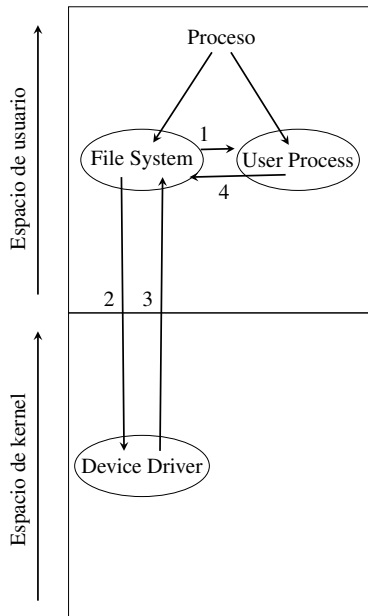 Proceso
1
File System
User Process
4
Espacio de usuario
2
3
Device Driver
Espacio de kernel